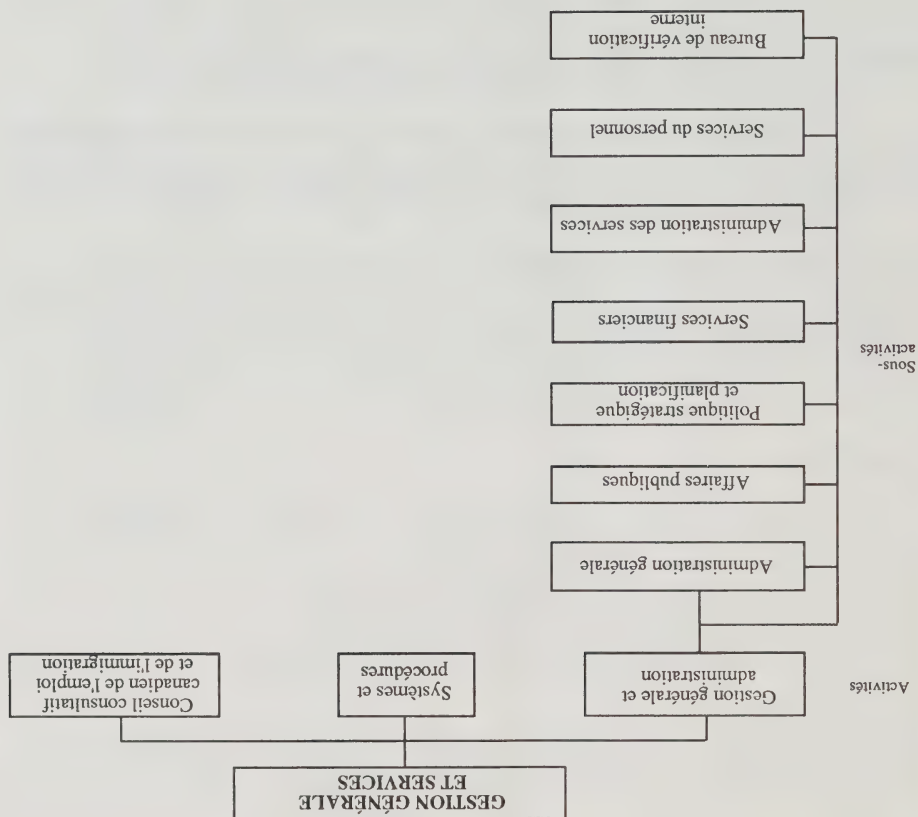 GESTION GÉNÉRALE
ET SERVICES
Activités
Gestion générale et
administration
Systèmes et
procédures
Conseil consultatif
canadien de l'emploi
et de l'immigration
Sous-
activités
Administration générale
Affaires publiques
Politique stratégique
et planification
Services financiers
Administration des services
Services du personnel
Bureau de vérification
interne